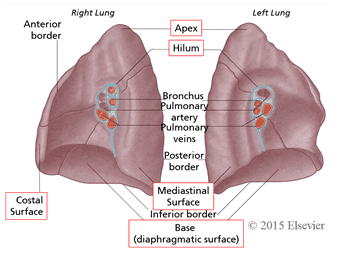 Right Lung
Left Lung
Anterior
border
Apex
Hilum
Bronchus
Pulmonary
artery
Pulmonary
veins
Posterior
border
Mediastinal
Surface
Costal
Surface
Inferior border
Base
(diaphragmatic surface)
© 2015 Elsevier